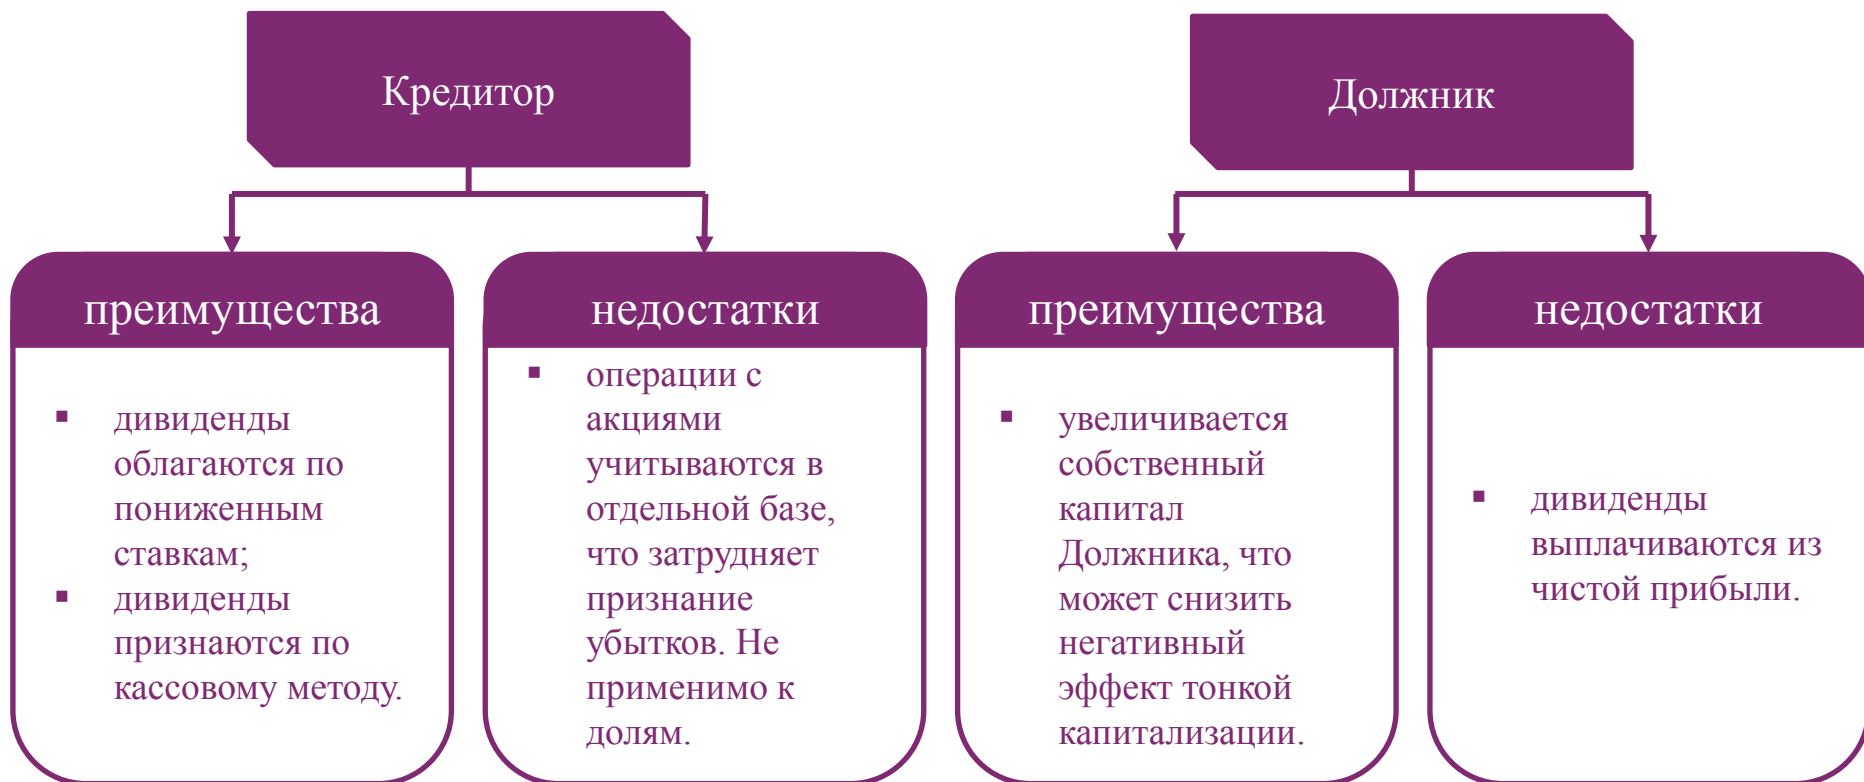 Кредитор
преимущества
▪ дивиденды
облагаются по
пониженным
ставкам;
▪ дивиденды
признаются по
кассовому методу.
недостатки
▪ операции с
акциями
учитываются в
отдельной базе,
что затрудняет
признание
убытков. Не
применимо к
долям.
Должник
преимущества
▪ увеличивается
собственный
капитал
Должника, что
может снизить
негативный
эффект тонкой
капитализации.
недостатки
▪ дивиденды
выплачиваются из
чистой прибыли.